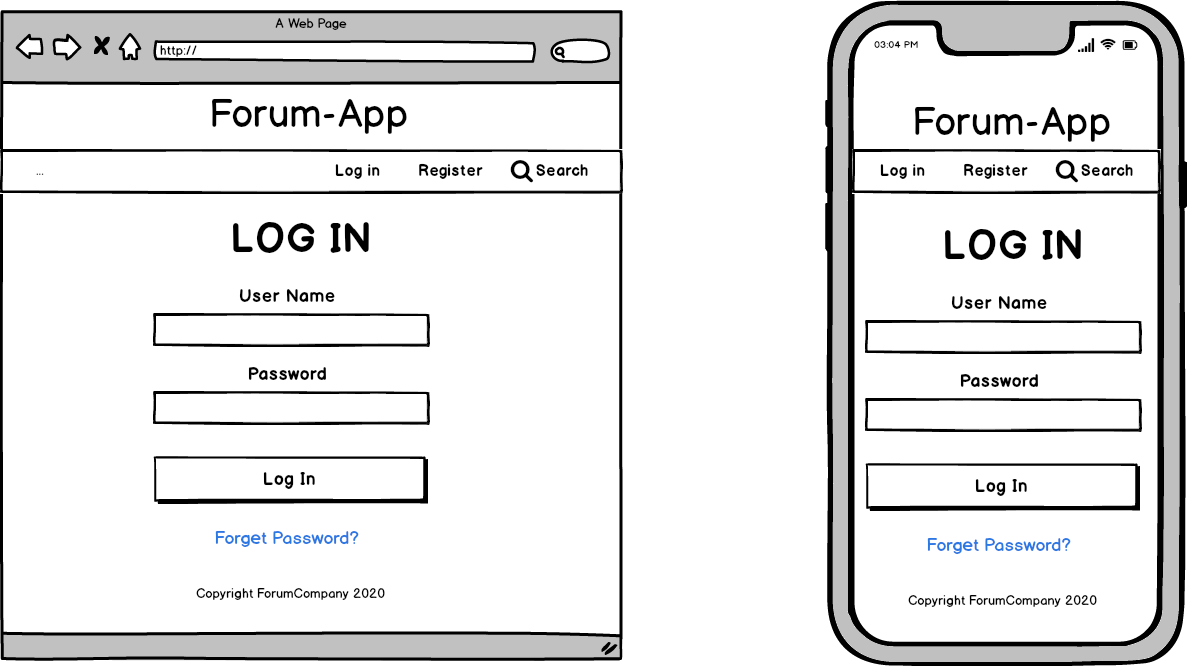 A Web Page
http://
Forum-App
... Log in Register Search
LOG IN
User Name
Password
Log In
Forget Password?
Copyright ForumCompany 2020
03:04 PM
Forum-App
Log in Register Search
LOG IN
User Name
Password
Log In
Forget Password?
Copyright ForumCompany 2020